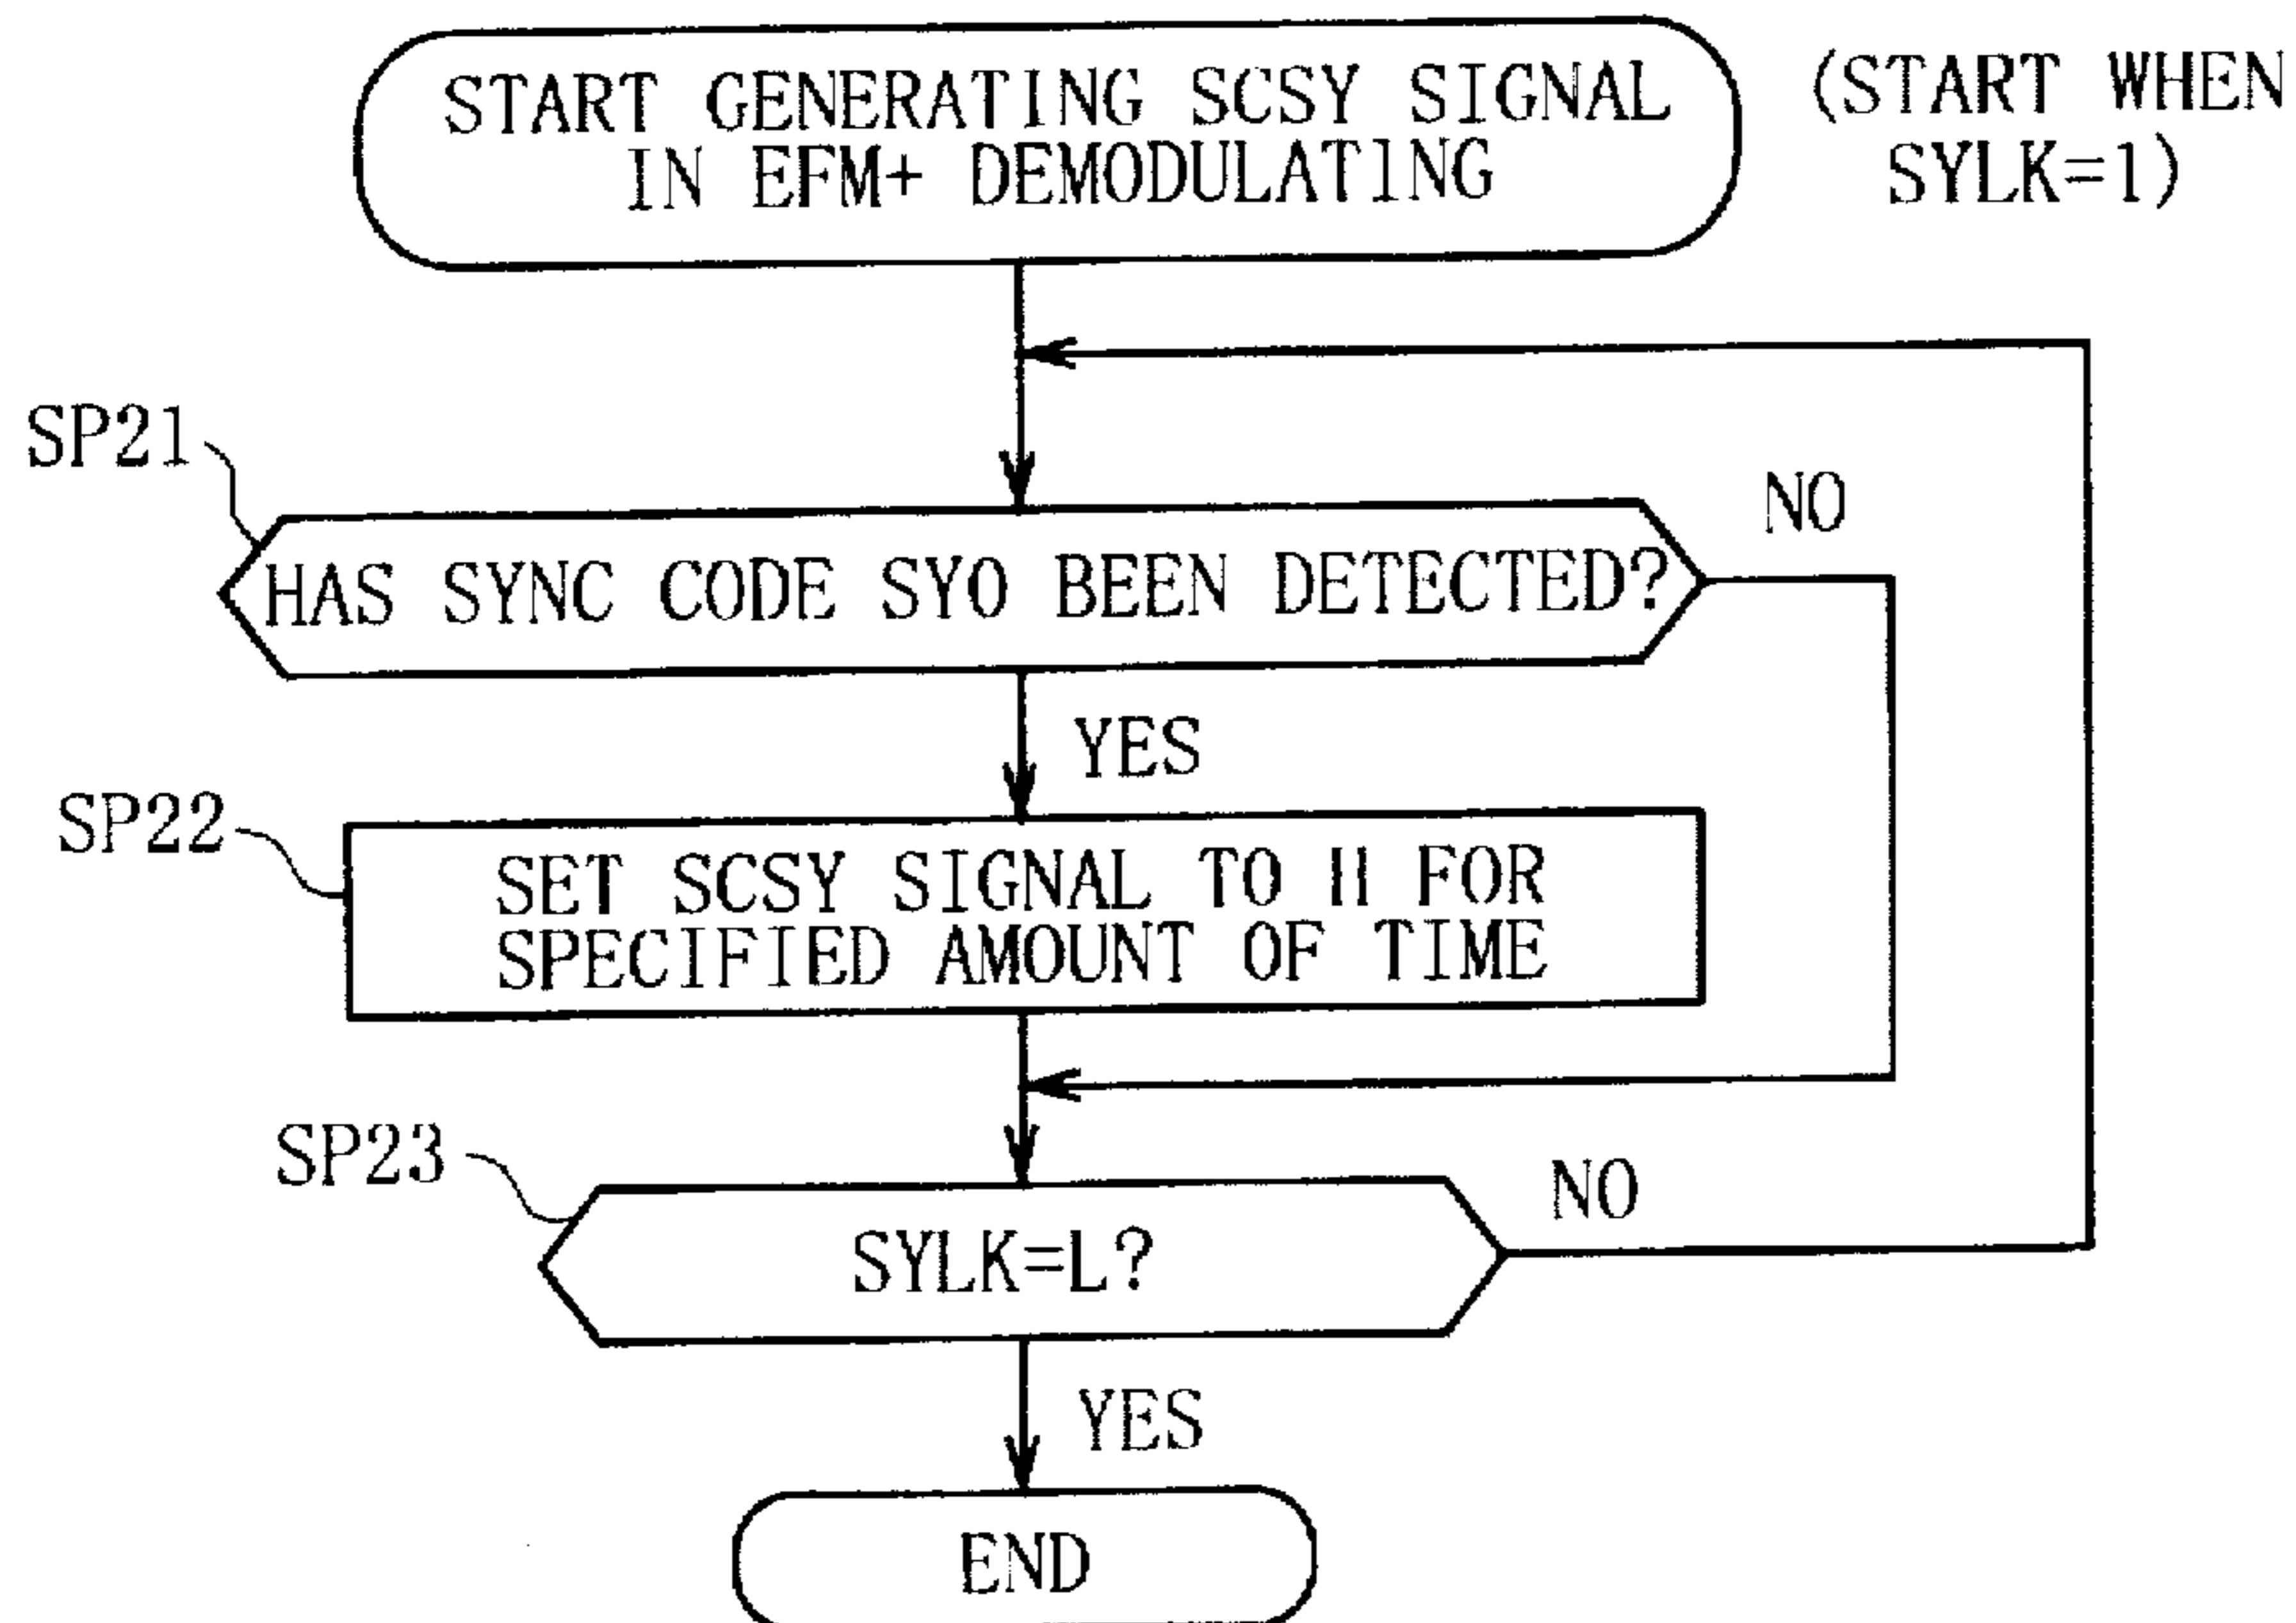 START GENERATING SCSY SIGNAL
IN EFM+ DEMODULATING
(START WHEN
SYLK=1)
SP21
HAS SYNC CODE SY0 BEEN DETECTED?
NO
YES
SP22
SET SCSY SIGNAL TO H FOR
SPECIFIED AMOUNT OF TIME
SP23
SYLK=L?
NO
YES
END